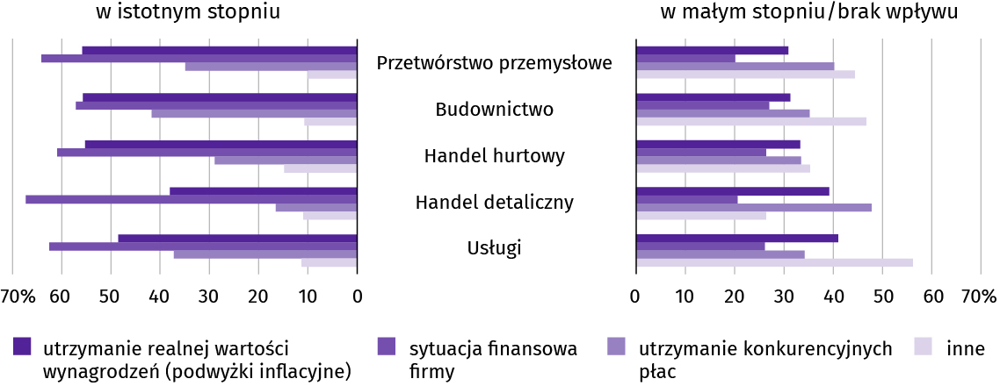 w istotnym stopniu
w małym stopniu/brak wpływu
Przetwórstwo przemysłowe
Budownictwo
Handel hurtowy
Handel detaliczny
Usługi
70% 60 50 40 30 20 10 0
0 10 20 30 40 50 60 70%
utrzymanie realnej wartości
wynagrodzeń (podwyżki inflacyjne)
sytuacja finansowa
firmy
utrzymanie konkurencyjnych
płac
inne